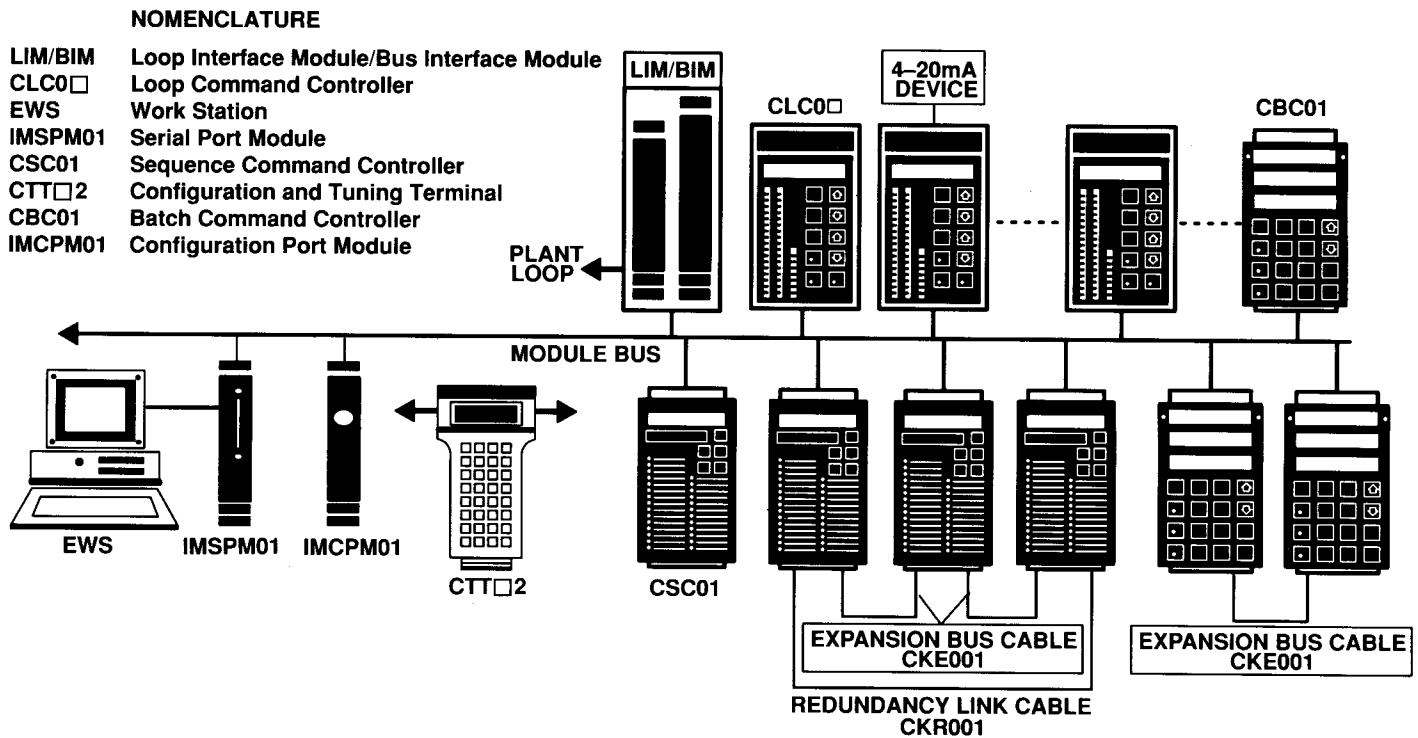 NOMENCLATURE
LIM/BIM Loop Interface Module/Bus Interface Module
CLC0□ Loop Command Controller
EWS Work Station
IMSPM01 Serial Port Module
CSC01 Sequence Command Controller
CTT□2 Configuration and Tuning Terminal
CBC01 Batch Command Controller
IMCPM01 Configuration Port Module
LIM/BIM
CLC0□
4–20mA
DEVICE
CBC01
PLANT
LOOP
MODULE BUS
EWS
IMSPM01
IMCPM01
CTT□2
CSC01
EXPANSION BUS CABLE
CKE001
EXPANSION BUS CABLE
CKE001
REDUNDANCY LINK CABLE
CKR001